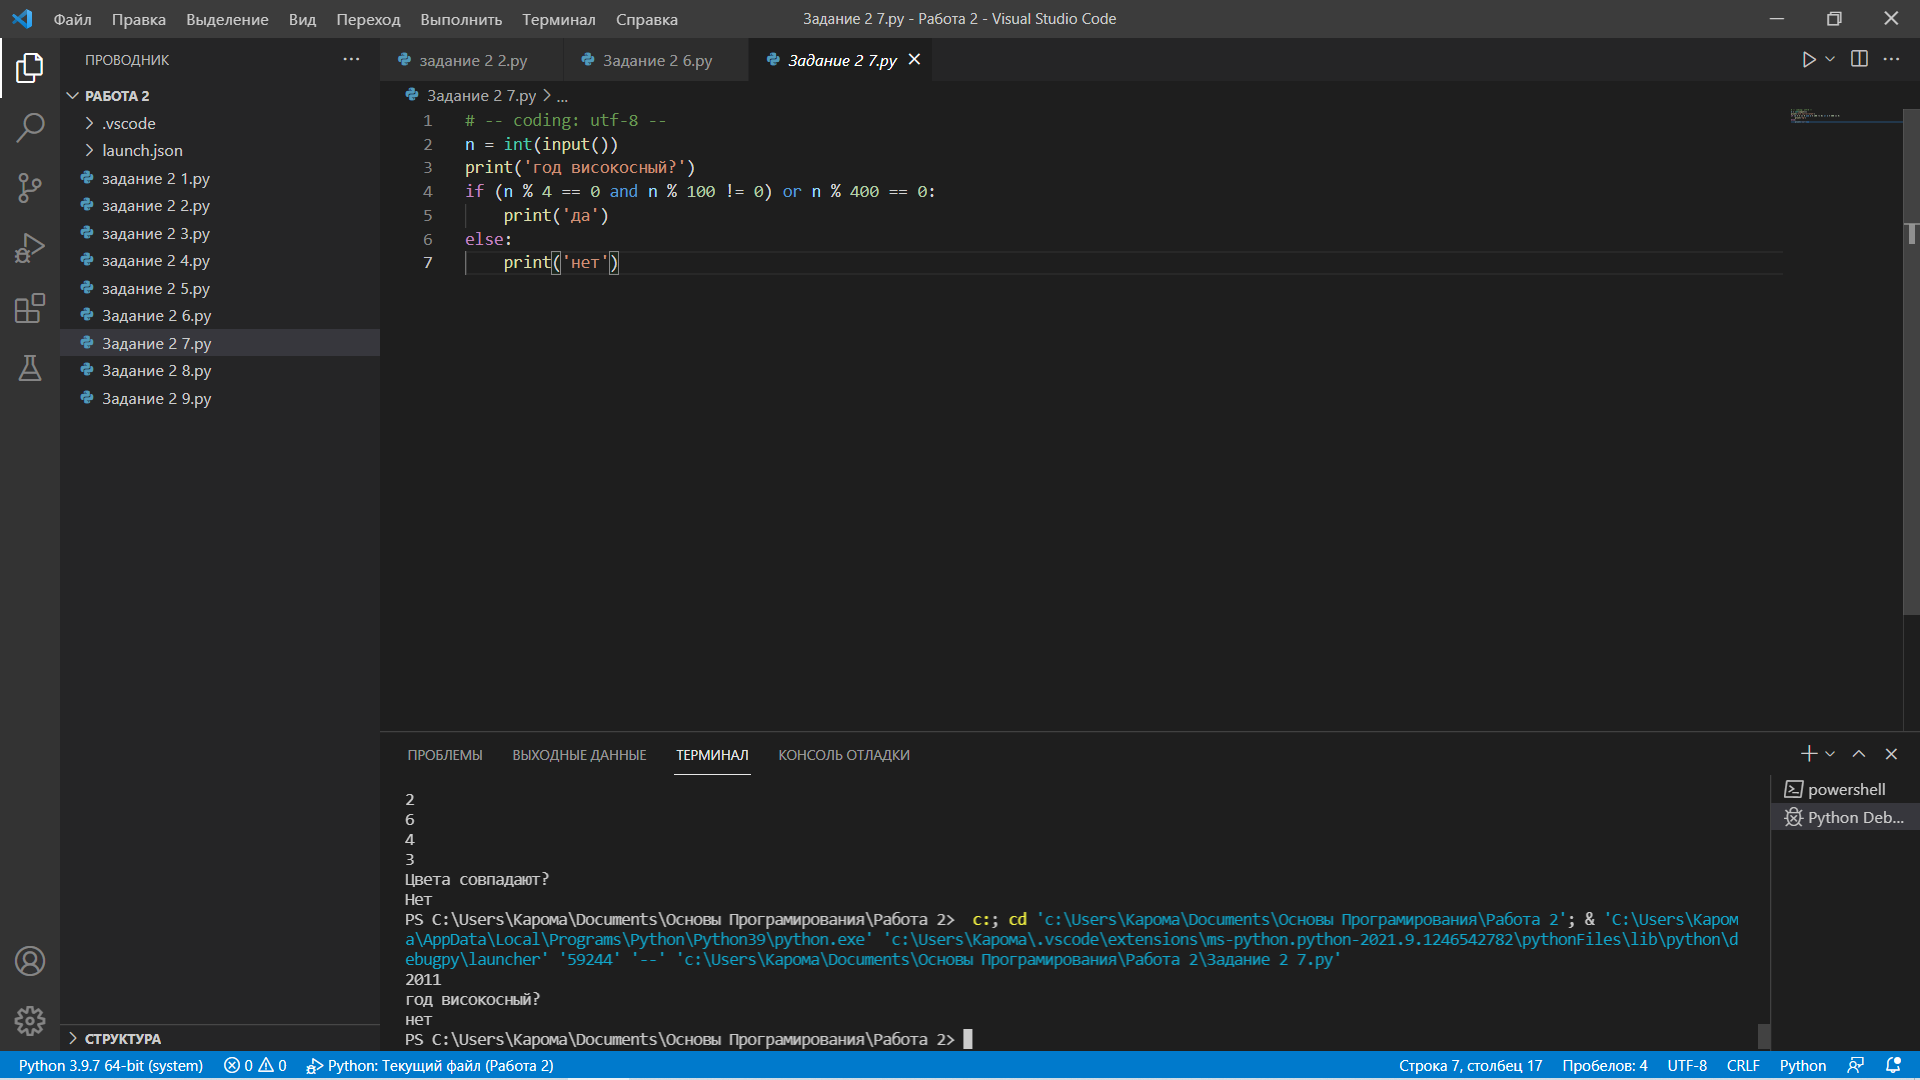 Файл Правка Выделение Вид Переход Выполнить Терминал Справка
Задание 2 7.py - Работа 2 - Visual Studio Code
ПРОВОДНИК
РАБОТА 2
.vscode
launch.json
задание 2 1.py
задание 2 2.py
задание 2 3.py
задание 2 4.py
задание 2 5.py
Задание 2 6.py
Задание 2 7.py
Задание 2 8.py
Задание 2 9.py
СТРУКТУРА
задание 2 2.py Задание 2 6.py Задание 2 7.py
Задание 2 7.py > ...
1 # -- coding: utf-8 --
2 n = int(input())
3 print('год високосный?')
4 if (n % 4 == 0 and n % 100 != 0) or n % 400 == 0:
5     print('да')
6 else:
7     print('нет')
ПРОБЛЕМЫ ВЫХОДНЫЕ ДАННЫЕ ТЕРМИНАЛ КОНСОЛЬ ОТЛАДКИ
2
6
4
3
Цвета совпадают?
Нет
PS C:\Users\Карома\Documents\Основы Програмирования\Работа 2>  c:; cd 'c:\Users\Карома\Documents\Основы Програмирования\Работа 2'; & 'C:\Users\Каром
а\AppData\Local\Programs\Python\Python39\python.exe' 'c:\Users\Карома\.vscode\extensions\ms-python.python-2021.9.1246542782\pythonFiles\lib\python\d
ebugpy\launcher' '59244' '--' 'c:\Users\Карома\Documents\Основы Програмирования\Работа 2\Задание 2 7.py'
2011
год високосный?
нет
PS C:\Users\Карома\Documents\Основы Програмирования\Работа 2>
powershell
Python Deb...
Python 3.9.7 64-bit (system) 0 0 Python: Текущий файл (Работа 2)
Строка 7, столбец 17 Пробелов: 4 UTF-8 CRLF Python